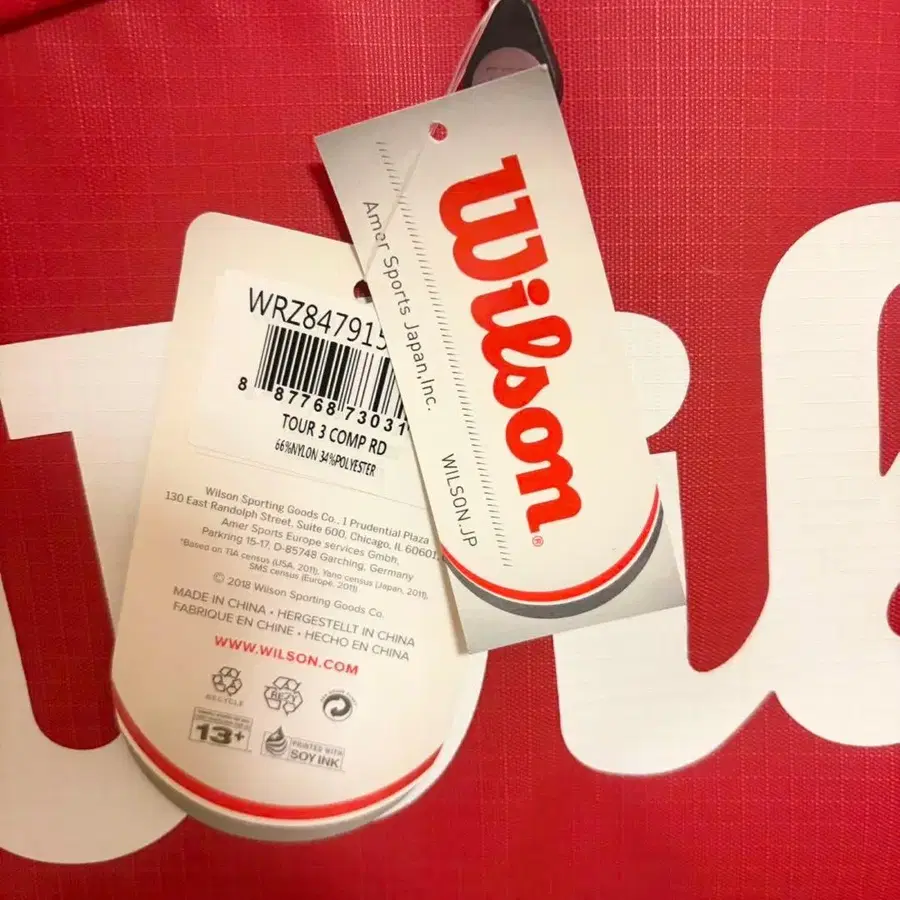 WRZ847915
8 87768 73031
TOUR 3 COMP RD
66%NYLON 34%POLYESTER
Wilson Sporting Goods Co., 1 Prudential Plaza
130 East Randolph Street, Suite 600, Chicago, IL 60601,
Amer Sports Europe services Gmbh,
Parkring 15-17, D-85748 Garching, Germany
*Based on TIA census (USA, 2011), Yano census (Japan, 2011),
SMS census (Europe, 2011)
© 2018 Wilson Sporting Goods Co.
MADE IN CHINA • HERGESTELLT IN CHINA
FABRIQUE EN CHINE • HECHO EN CHINA
WWW.WILSON.COM
RECYCLE
13+
PRINTED WITH
SOY INK
Wilson®
Amer Sports Japan,Inc.
WILSON.JP